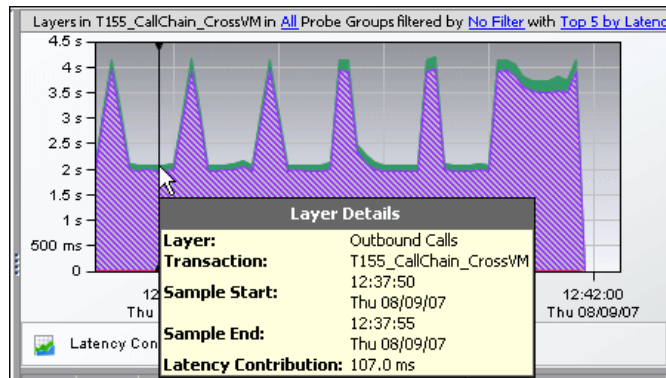 Layers in T155_CallChain_CrossVM in All Probe Groups filtered by No Filter with Top 5 by Latenc
4.5 s
4 s
3.5 s
3 s
2.5 s
2 s
1.5 s
1 s
500 ms
0
Layer Details
Layer: Outbound Calls
Transaction: T155_CallChain_CrossVM
Sample Start: 12:37:50
Thu 08/09/07
Sample End: 12:37:55
Thu 08/09/07
Latency Contribution: 107.0 ms
12
Thu
12:42:00
Thu 08/09/07
Latency Con